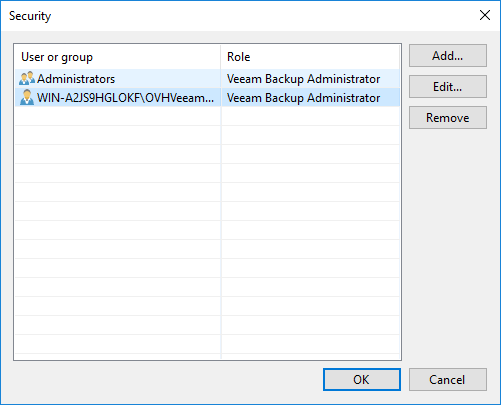 Security
User or group Role
Administrators Veeam Backup Administrator
WIN-A2JS9HGLOKF\OVHVeeam... Veeam Backup Administrator
Add...
Edit...
Remove
OK Cancel